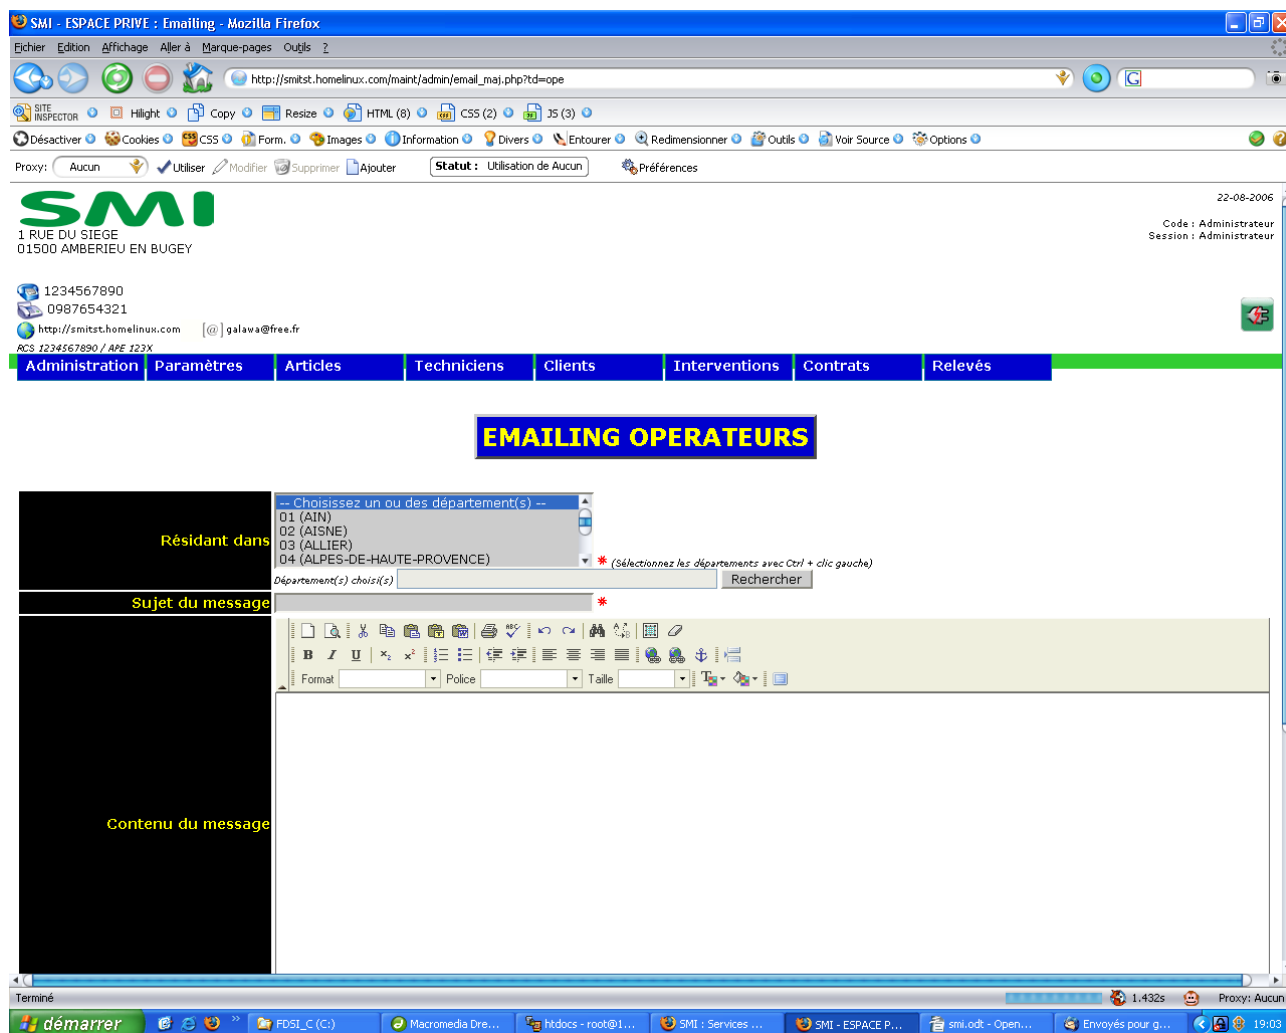 SMI - ESPACE PRIVE : Emailing - Mozilla Firefox
Fichier Edition Affichage Aller à Marque-pages Outils ?
http://smitst.homelinux.com/maint/admin/email_maj.php?td=ope
SITE INSPECTOR Hilight Copy Resize HTML (8) CSS (2) JS (3)
Désactiver Cookies CSS Form. Images Information Divers Entourer Redimensionner Outils Voir Source Options
Proxy: Aucun Utiliser Modifier Supprimer Ajouter Statut : Utilisation de Aucun Préférences
SMI
22-08-2006
1 RUE DU SIEGE
01500 AMBERIEU EN BUGEY
Code : Administrateur
Session : Administrateur
1234567890
0987654321
http://smitst.homelinux.com [@] galawa@free.fr
RCS 1234567890 / APE 123X
Administration Paramètres Articles Techniciens Clients Interventions Contrats Relevés
EMAILING OPERATEURS
Résidant dans
-- Choisissez un ou des département(s) --
01 (AIN)
02 (AISNE)
03 (ALLIER)
04 (ALPES-DE-HAUTE-PROVENCE)
* (Sélectionnez les départements avec Ctrl + clic gauche)
Département(s) choisi(s) Rechercher
Sujet du message *
B I U x₂ x²
Format Police Taille
Contenu du message
Terminé 1.432s Proxy: Aucun
démarrer FDSI_C (C:) Macromedia Dre... htdocs - root@1... SMI : Services ... SMI - ESPACE P... smi.odt - Open... Envoyés pour g... 19:03